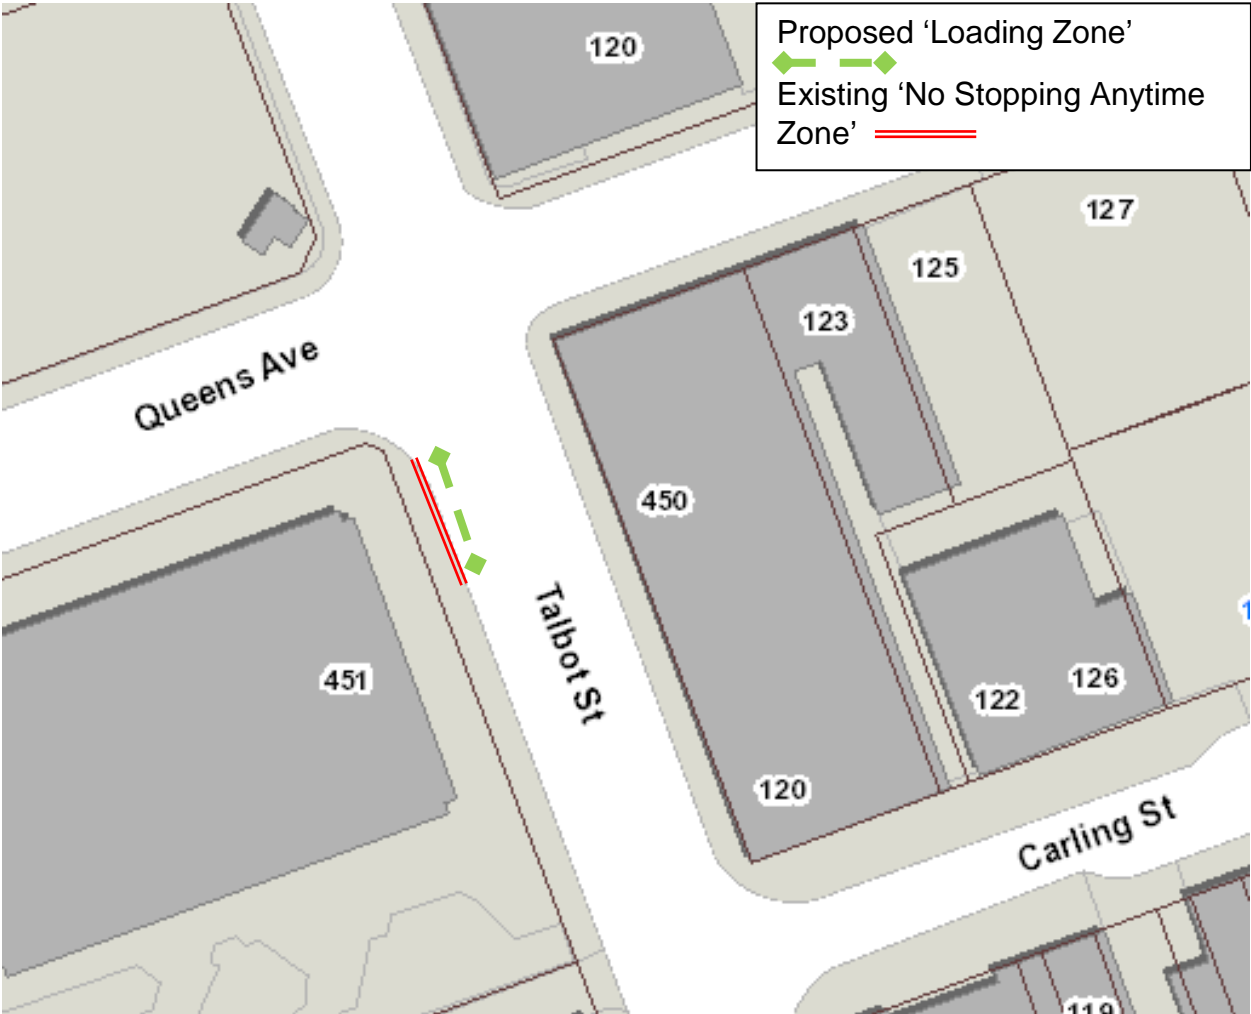 Proposed ‘Loading Zone’
Existing ‘No Stopping Anytime
Zone’
120
127
125
123
Queens Ave
450
Talbot St
451
126
122
120
Carling St
119